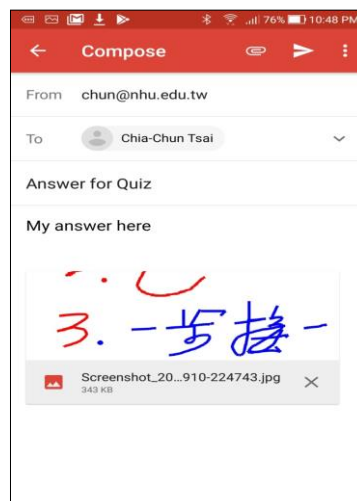 76% 10:48 PM
Compose
From chun@nhu.edu.tw
To Chia-Chun Tsai
Answer for Quiz
My answer here
3. 一步接一
Screenshot_20...910-224743.jpg
343 KB